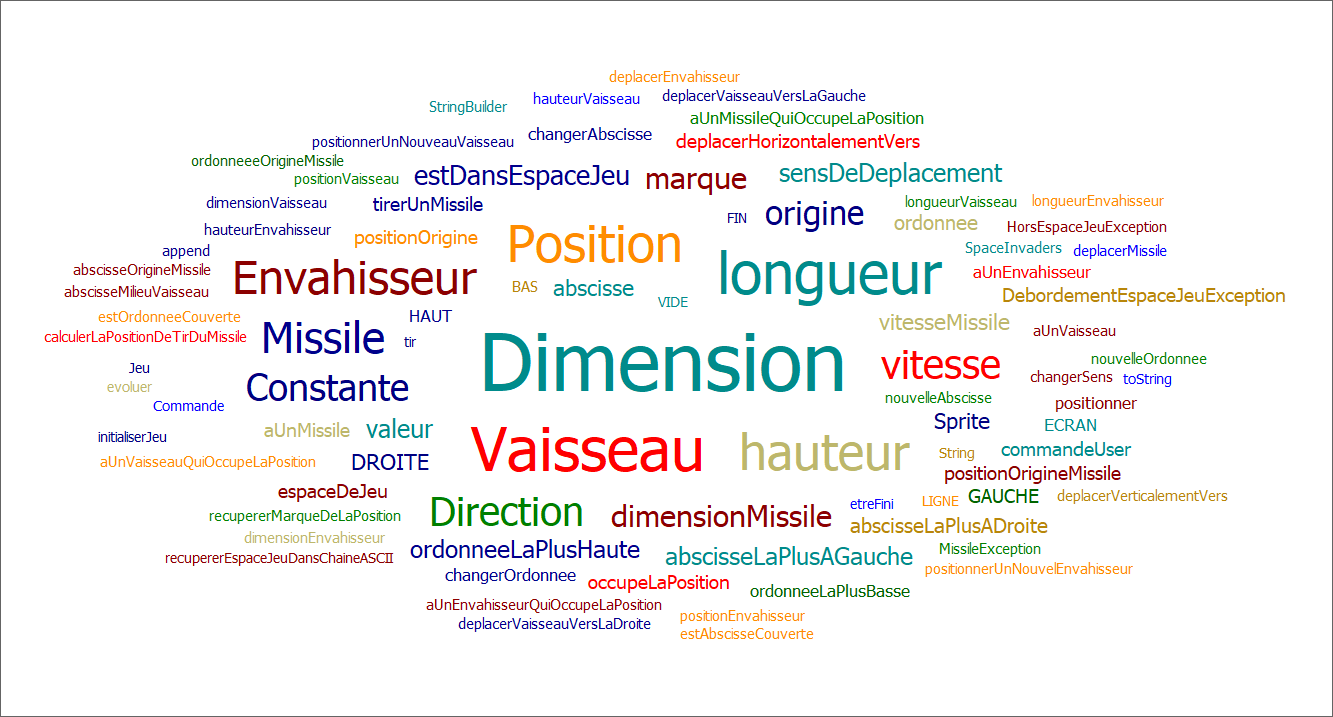 deplacerEnvahisseur
StringBuilder
hauteurVaisseau
deplacerVaisseauVersLaGauche
aUnMissileQuiOccupeLaPosition
positionnerUnNouveauVaisseau
changerAbscisse
deplacerHorizontalementVers
ordonneeeOrigineMissile
positionVaisseau
estDansEspaceJeu
marque
sensDeDeplacement
dimensionVaisseau
tirerUnMissile
FIN
origine
longueurVaisseau
longueurEnvahisseur
hauteurEnvahisseur
positionOrigine
Position
ordonnee
HorsEspaceJeuException
append
SpaceInvaders
deplacerMissile
abscisseOrigineMissile
Envahisseur
BAS
abscisse
VIDE
longueur
aUnEnvahisseur
abscisseMilieuVaisseau
DebordementEspaceJeuException
estOrdonneeCouverte
HAUT
vitesseMissile
calculerLaPositionDeTirDuMissile
Missile
tir
aUnVaisseau
Dimension
vitesse
nouvelleOrdonnee
Jeu
evoluer
Constante
changerSens
toString
Commande
nouvelleAbscisse
positionner
initialiserJeu
aUnMissile
valeur
Sprite
ECRAN
aUnVaisseauQuiOccupeLaPosition
DROITE
Vaisseau
hauteur
String
commandeUser
positionOrigineMissile
espaceDeJeu
recupererMarqueDeLaPosition
Direction
dimensionMissile
etreFini
LIGNE
GAUCHE
deplacerVerticalementVers
dimensionEnvahisseur
abscisseLaPlusADroite
recupererEspaceJeuDansChaineASCII
ordonneeLaPlusHaute
abscisseLaPlusAGauche
MissileException
changerOrdonnee
occupeLaPosition
ordonneeLaPlusBasse
positionnerUnNouvelEnvahisseur
aUnEnvahisseurQuiOccupeLaPosition
positionEnvahisseur
deplacerVaisseauVersLaDroite
estAbscisseCouverte